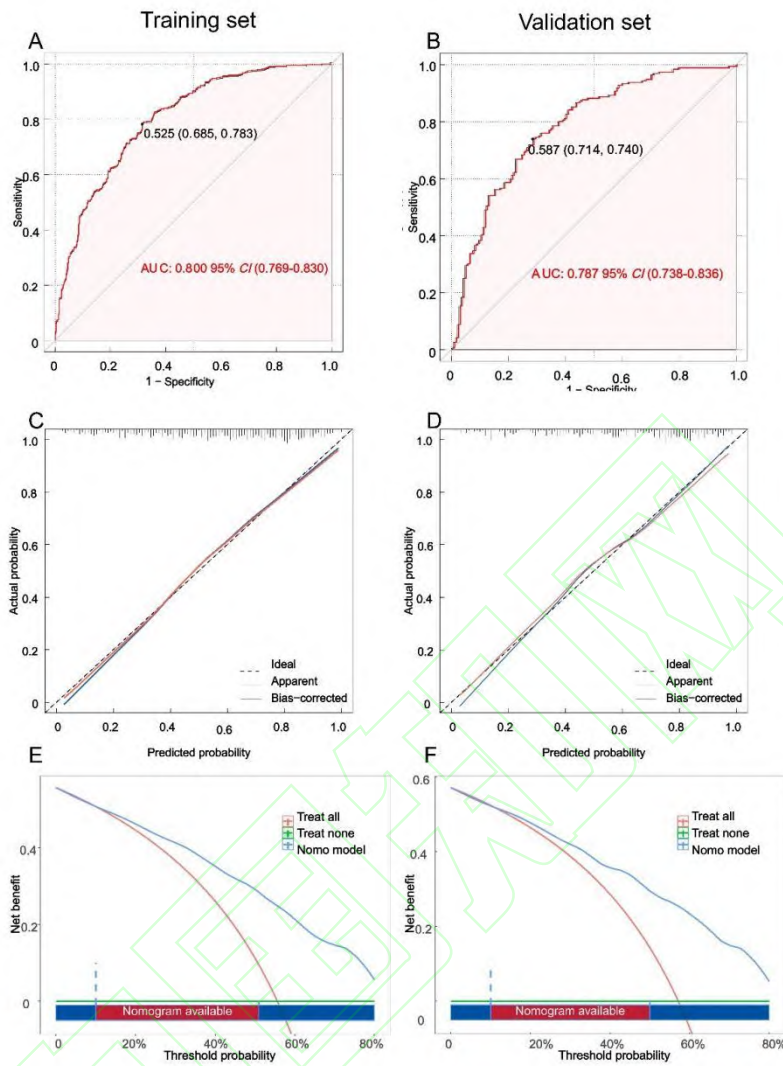 Training set
Validation set
A
1.0
0.8
0.6
0.4
0.2
0
Sensitivity
0.525 (0.685, 0.783)
AUC: 0.800 95% CI (0.769-0.830)
0 0.2 0.4 0.6 0.8 1.0
1 − Specificity
B
1.0
0.8
0.6
0.4
0.2
0
Sensitivity
0.587 (0.714, 0.740)
AUC: 0.787 95% CI (0.738-0.836)
0 0.2 0.4 0.6 0.8 1.0
1 − Specificity
C
1.0
0.8
0.6
0.4
0.2
0
Actual probability
Ideal
Apparent
Bias−corrected
0 0.2 0.4 0.6 0.8 1.0
Predicted probability
D
1.0
0.8
0.6
0.4
0.2
0
Actual probability
Ideal
Apparent
Bias−corrected
0 0.2 0.4 0.6 0.8 1.0
Predicted probability
E
0.4
0.2
0
Net benefit
Treat all
Treat none
Nomo model
Nomogram available
0 20% 40% 60% 80%
Threshold probability
F
0.6
0.4
0.2
0
Net benefit
Treat all
Treat none
Nomo model
Nomogram available
0 20% 40% 60% 80%
Threshold probability